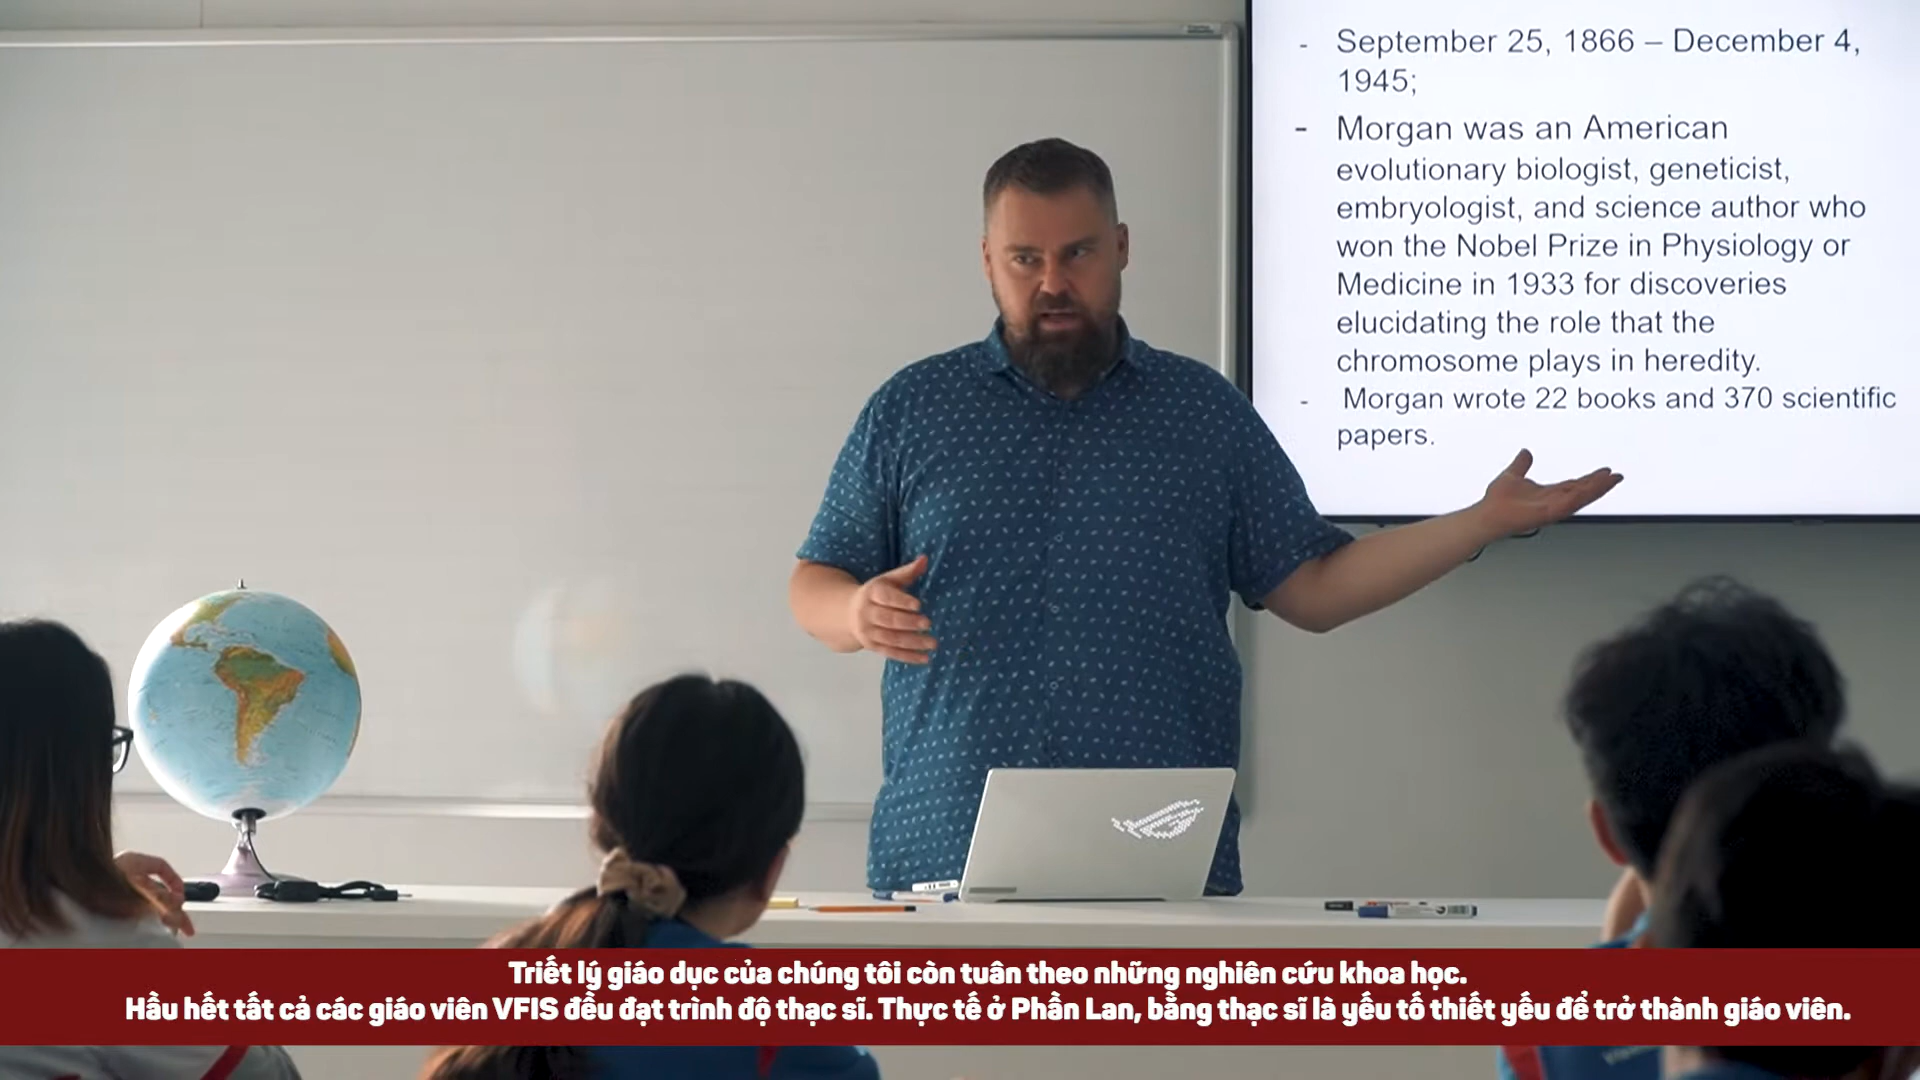 - September 25, 1866 – December 4,
1945;
- Morgan was an American
evolutionary biologist, geneticist,
embryologist, and science author who
won the Nobel Prize in Physiology or
Medicine in 1933 for discoveries
elucidating the role that the
chromosome plays in heredity.
- Morgan wrote 22 books and 370 scientific
papers.
Triết lý giáo dục của chúng tôi còn tuân theo những nghiên cứu khoa học.
Hầu hết tất cả các giáo viên VFIS đều đạt trình độ thạc sĩ. Thực tế ở Phần Lan, bằng thạc sĩ là yếu tố thiết yếu để trở thành giáo viên.